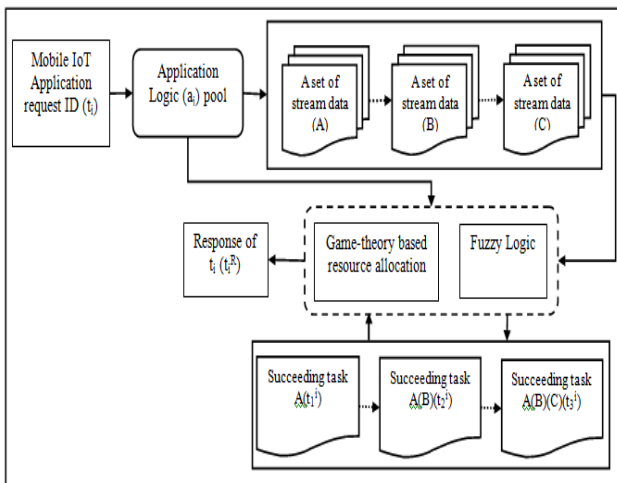 Mobile IoT
Application
request ID (tᵢ)
Application
Logic (aᵢ) pool
A set of
stream data
(A)
A set of
stream data
(B)
A set of
stream data
(C)
Response of
tᵢ (tᵢᴿ)
Game-theory based
resource allocation
Fuzzy Logic
Succeeding task
A(t₁ⁱ)
Succeeding task
A(B)(t₂ⁱ)
Succeeding task
A(B)(C)(t₃ⁱ)